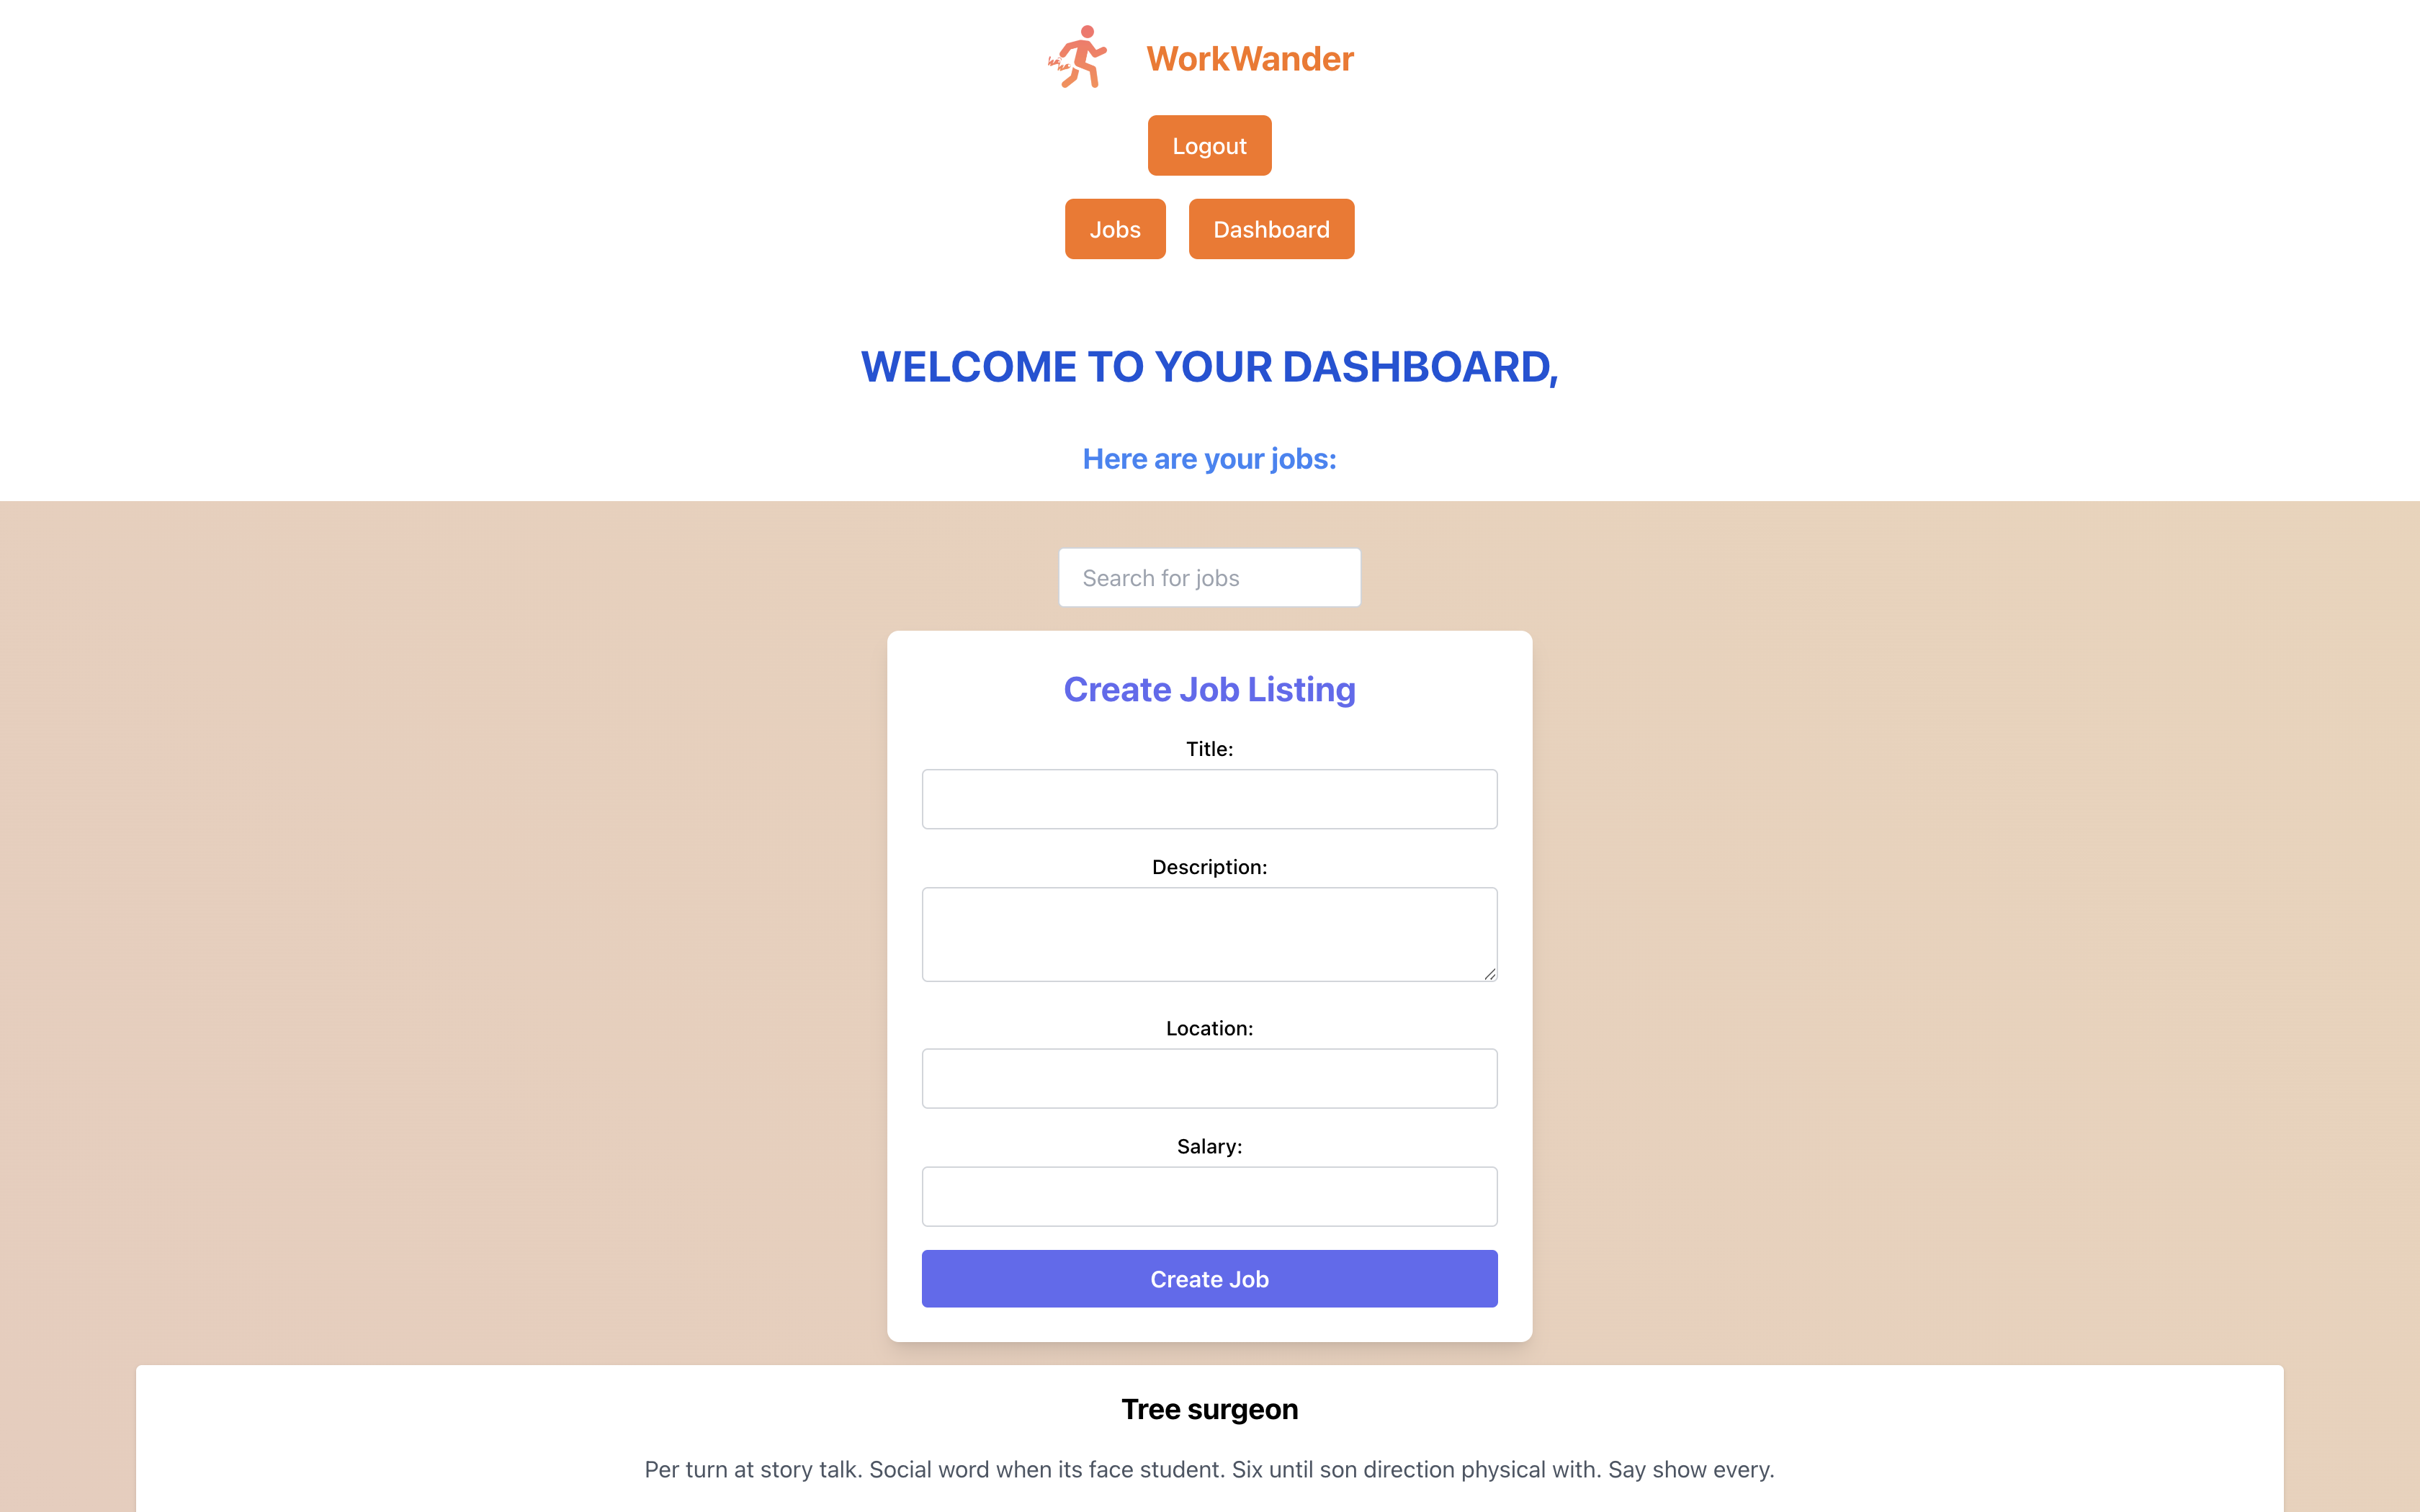 WorkWander
Logout
Jobs
Dashboard
WELCOME TO YOUR DASHBOARD,
Here are your jobs:
Search for jobs
Create Job Listing
Title:
Description:
Location:
Salary:
Create Job
Tree surgeon
Per turn at story talk. Social word when its face student. Six until son direction physical with. Say show every.